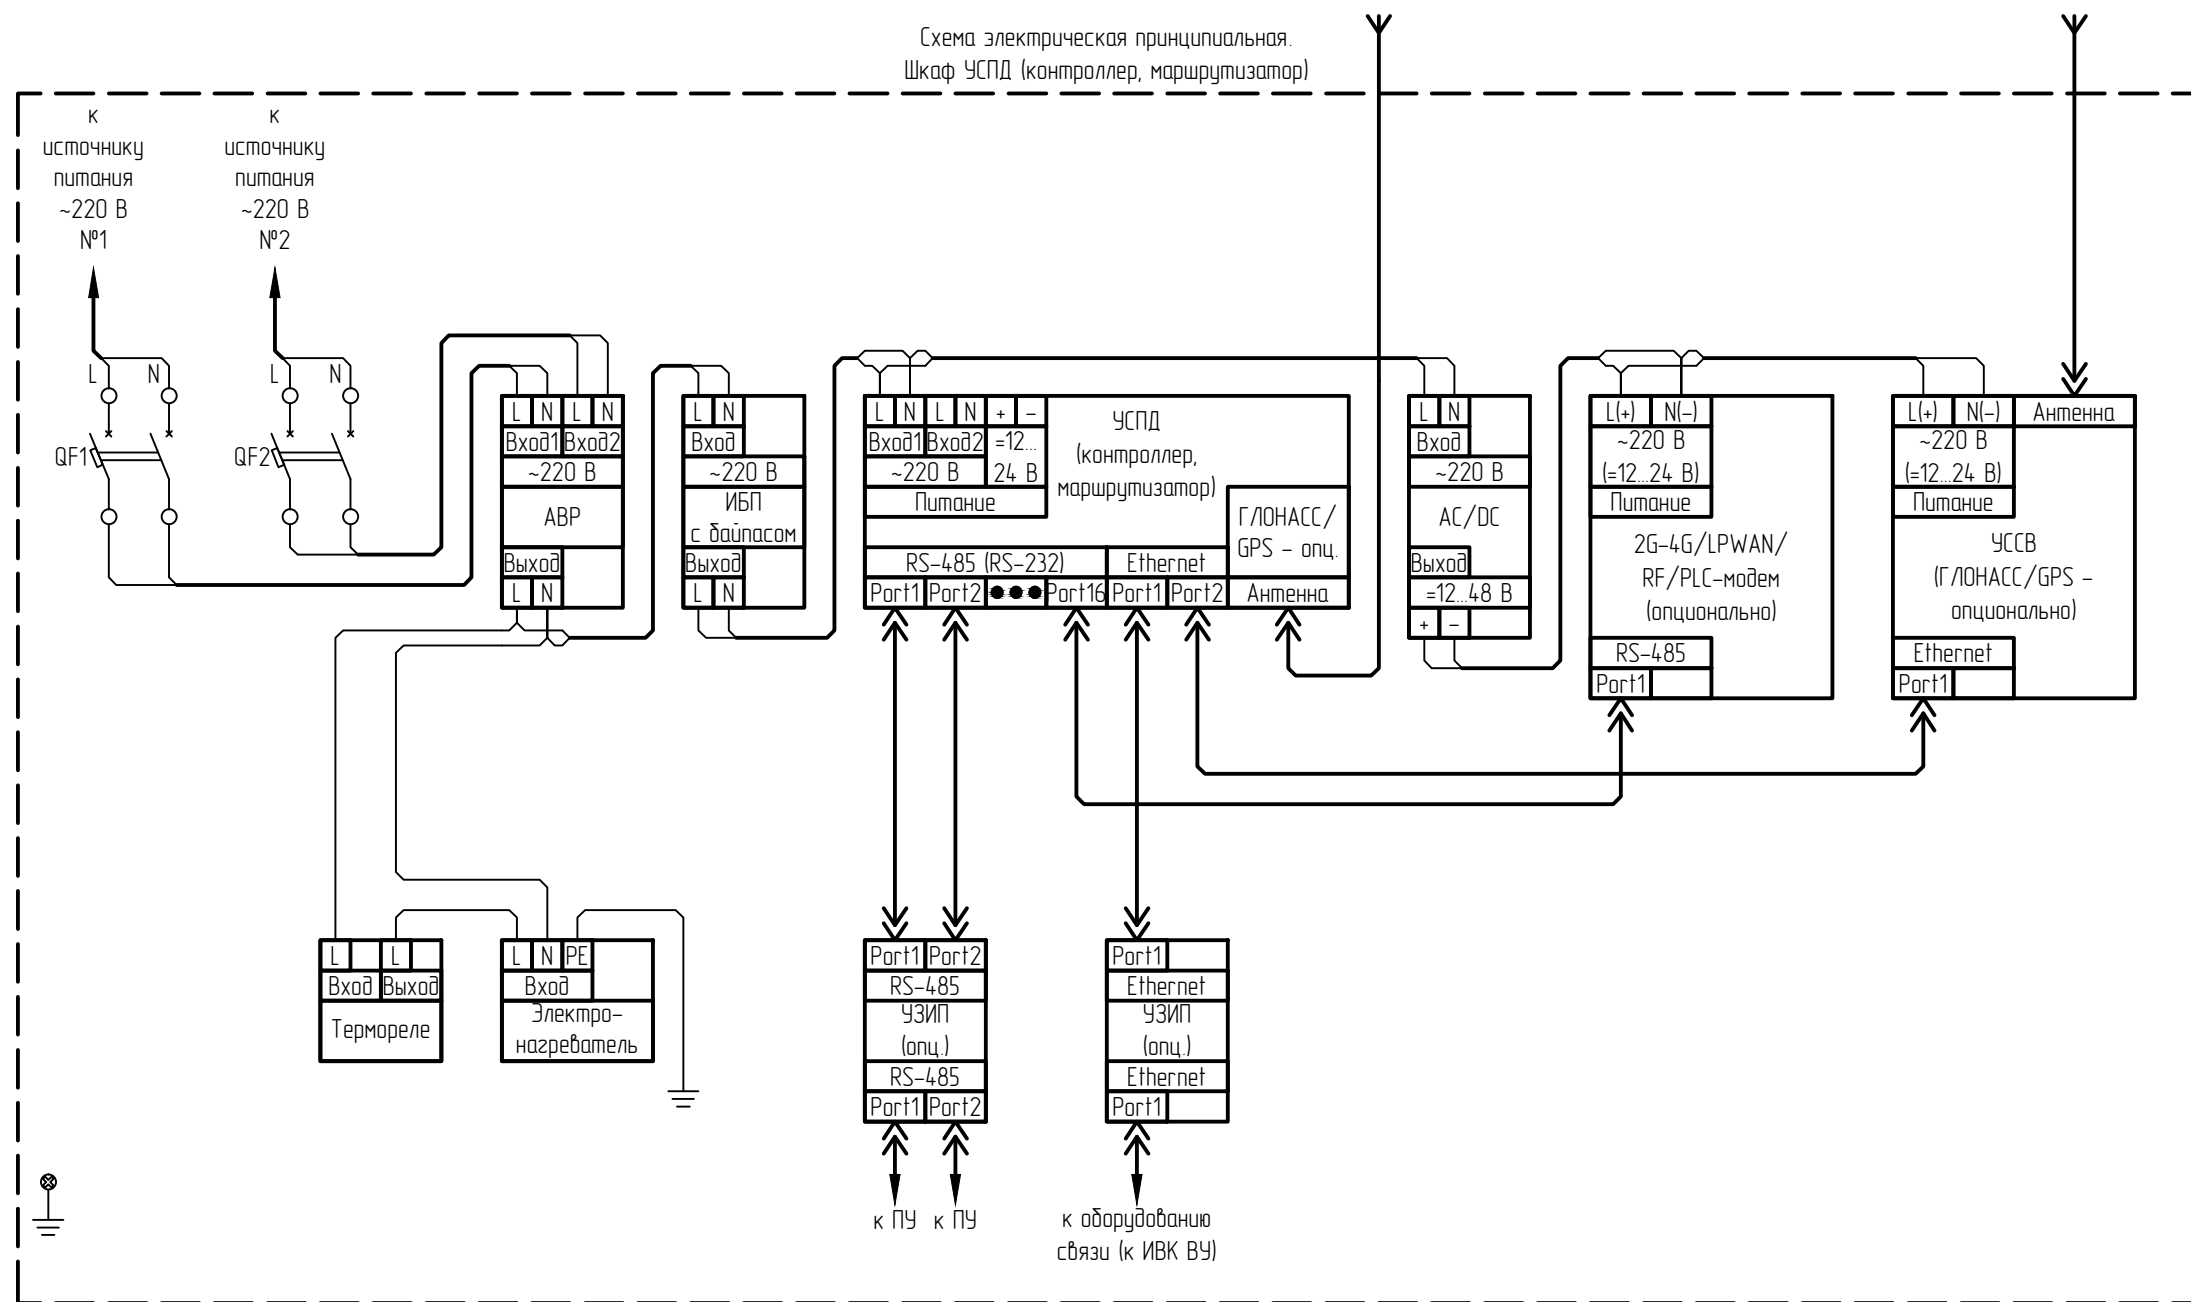 Схема электрическая принципиальная.
Шкаф УСПД (контроллер, маршрутизатор)
к
источнику
питания
~220 В
№1
к
источнику
питания
~220 В
№2
L N
QF1
L N
QF2
L N L N
Вход1 Вход2
~220 В
АВР
Выход
L N
L N
Вход
~220 В
ИБП
с байпасом
Выход
L N
L N L N + –
Вход1 Вход2 =12...
~220 В 24 В
Питание
УСПД
(контроллер,
маршрутизатор)
ГЛОНАСС/
GPS – опц.
RS-485 (RS-232) Ethernet
Port1 Port2 ●●● Port16 Port1 Port2 Антенна
L N
Вход
~220 В
AC/DC
Выход
=12...48 В
+ –
L(+) N(–)
~220 В
(=12...24 В)
Питание
2G-4G/LPWAN/
RF/PLC-модем
(опционально)
RS-485
Port1
L(+) N(–) Антенна
~220 В
(=12...24 В)
Питание
УССВ
(ГЛОНАСС/GPS –
опционально)
Ethernet
Port1
L L
Вход Выход
Термореле
L N PE
Вход
Электро-
нагреватель
Port1 Port2
RS-485
УЗИП
(опц.)
RS-485
Port1 Port2
к ПУ к ПУ
Port1
Ethernet
УЗИП
(опц.)
Ethernet
Port1
к оборудованию
связи (к ИВК ВУ)